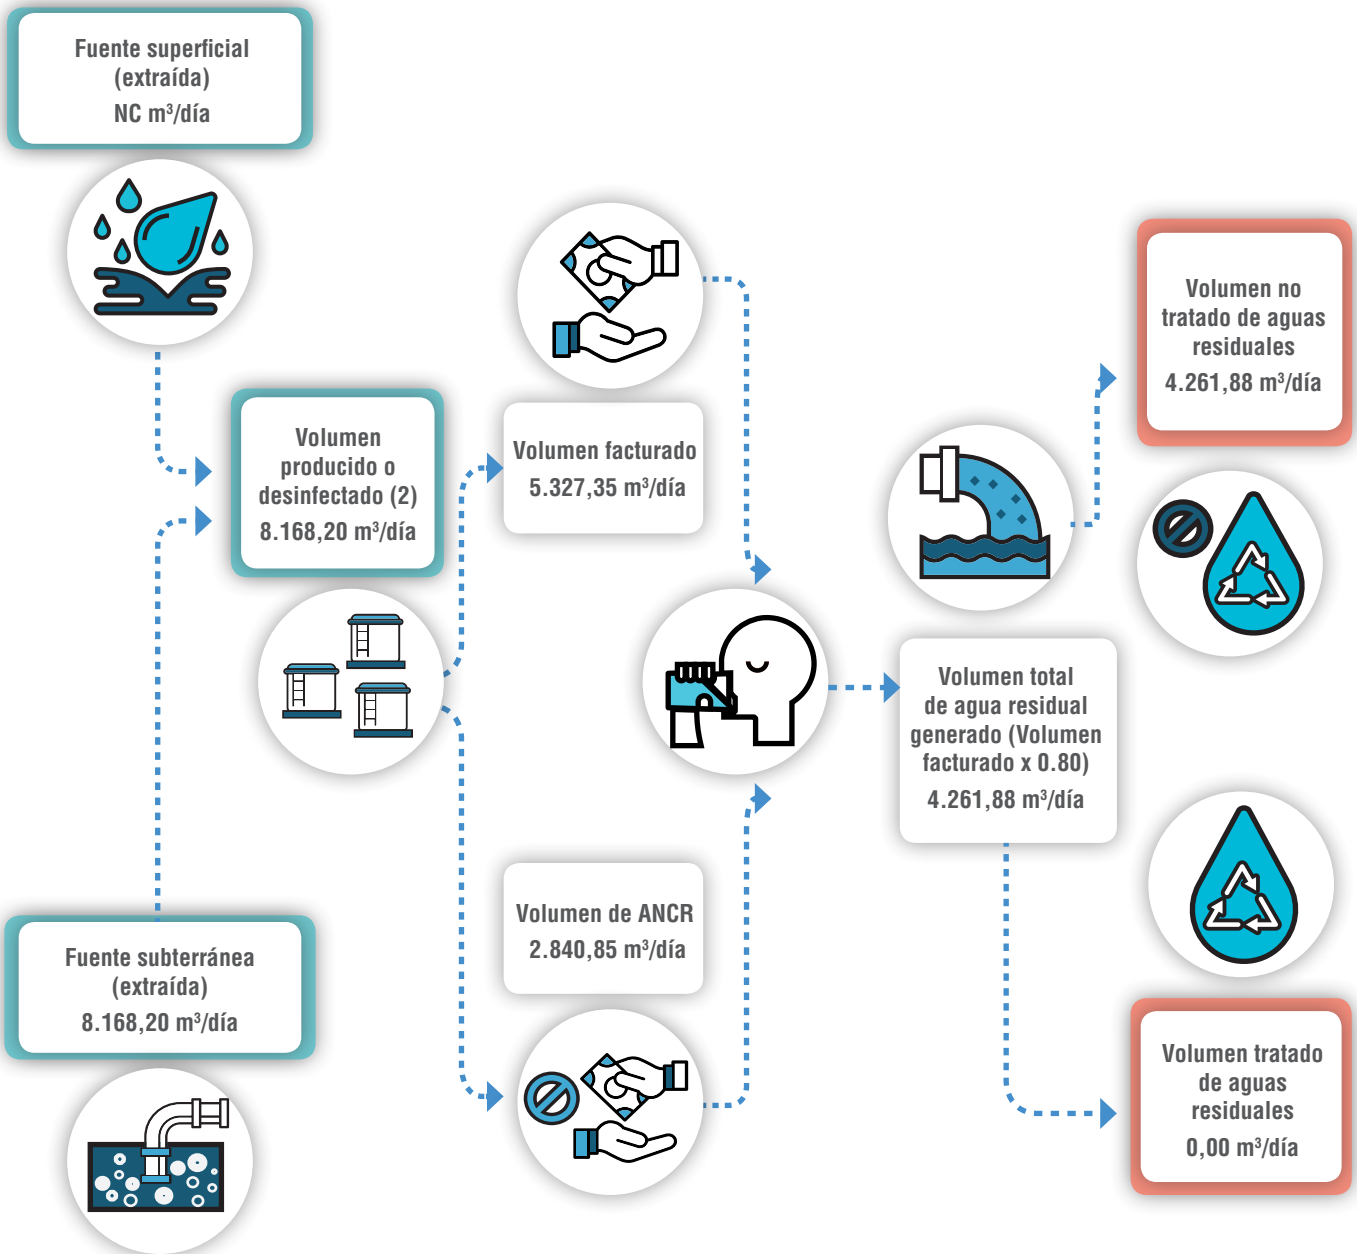 Fuente superficial
(extraída)
NC m³/día
Volumen
producido o
desinfectado (2)
8.168,20 m³/día
Fuente subterránea
(extraída)
8.168,20 m³/día
Volumen facturado
5.327,35 m³/día
Volumen de ANCR
2.840,85 m³/día
Volumen total
de agua residual
generado (Volumen
facturado x 0.80)
4.261,88 m³/día
Volumen no
tratado de aguas
residuales
4.261,88 m³/día
Volumen tratado
de aguas
residuales
0,00 m³/día